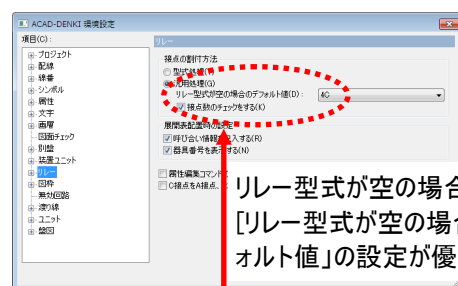 ACAD-DENKI 環境設定
項目(C):
プロジェクト
配線
線番
シンボル
属性
文字
画層
図面チェック
別盤
装置ユニット
リレー
図枠
無効回路
渡り線
ユニット
盤図
リレー
接点の割付方法
型式処理(T)
汎用処理(G)
リレー型式が空の場合のデフォルト値(D): 4C
接点数のチェックをする(K)
展開表配置時の設定
呼び合い情報を記入する(R)
器具番号を表示する(N)
属性編集コマンドで
C接点をA接点、
リレー型式が空の場合
[リレー型式が空の場合
ォルト値」の設定が優